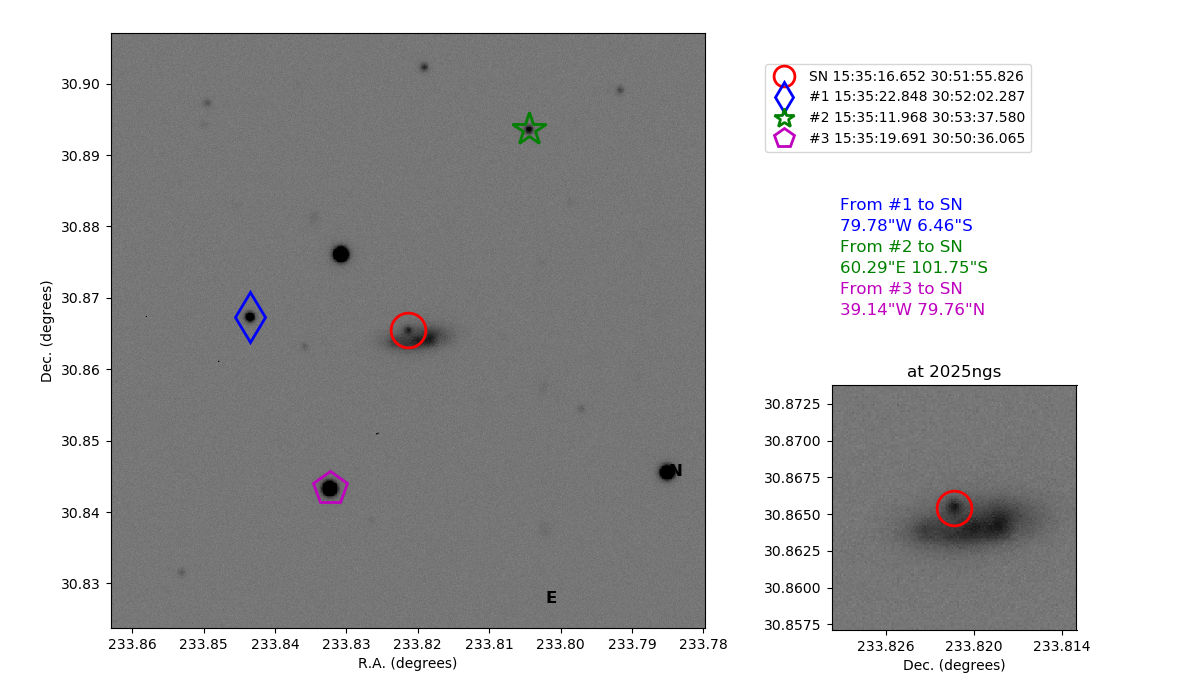 30.90
30.89
30.88
30.87
30.86
30.85
30.84
30.83
Dec. (degrees)
N
E
233.86 233.85 233.84 233.83 233.82 233.81 233.80 233.79 233.78
R.A. (degrees)
SN 15:35:16.652 30:51:55.826
#1 15:35:22.848 30:52:02.287
#2 15:35:11.968 30:53:37.580
#3 15:35:19.691 30:50:36.065
From #1 to SN
79.78"W 6.46"S
From #2 to SN
60.29"E 101.75"S
From #3 to SN
39.14"W 79.76"N
at 2025ngs
30.8725
30.8700
30.8675
30.8650
30.8625
30.8600
30.8575
233.826 233.820 233.814
Dec. (degrees)